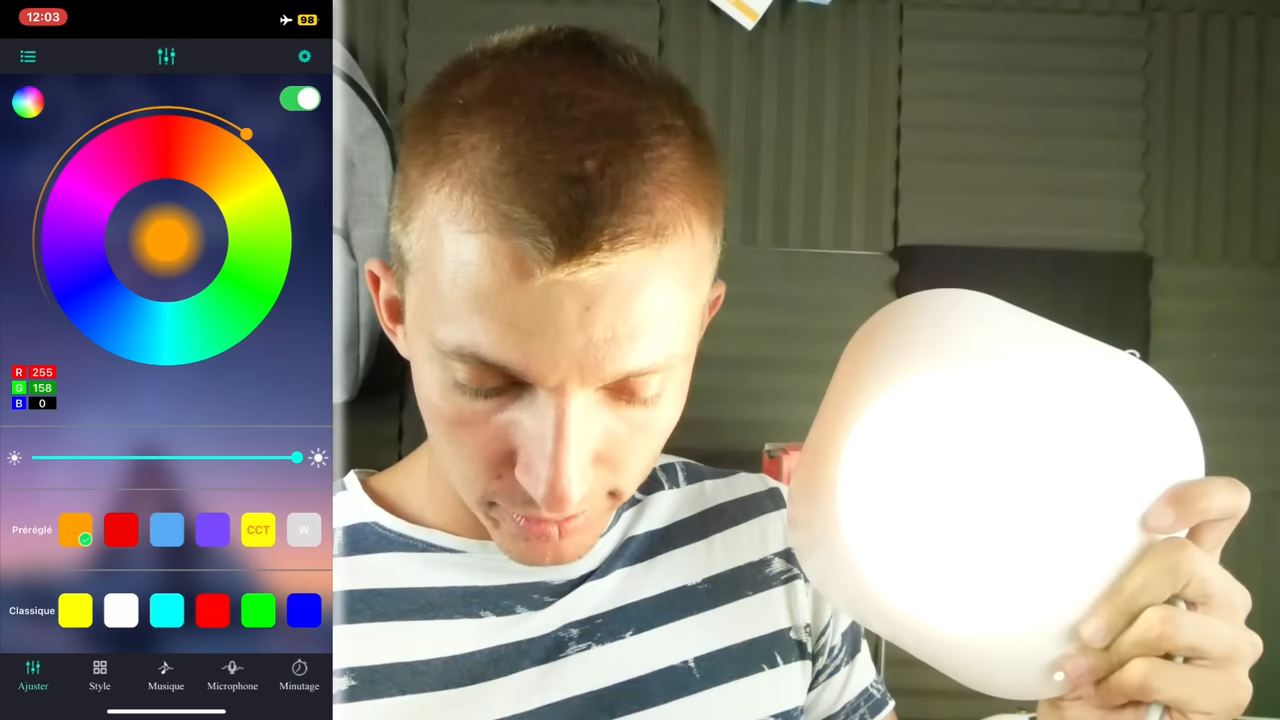 12:03
98
R 255
G 158
B 0
Préréglé
CCT
W
Classique
Ajuster
Style
Musique
Microphone
Minutage